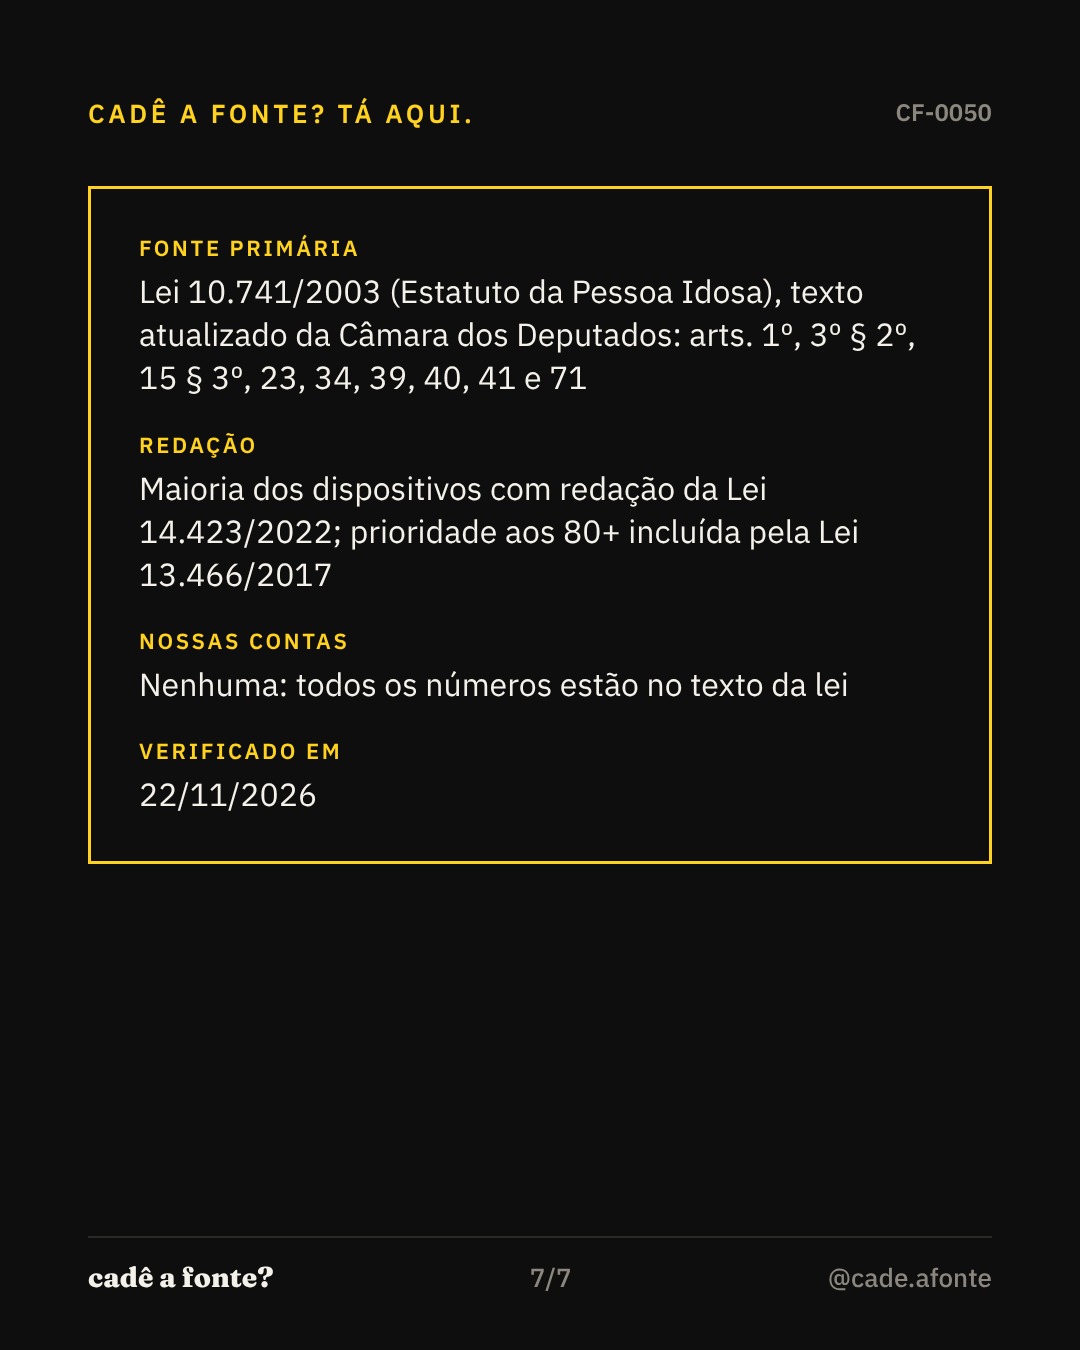 CADÊ A FONTE? TÁ AQUI.
CF-0050
FONTE PRIMÁRIA
Lei 10.741/2003 (Estatuto da Pessoa Idosa), texto
atualizado da Câmara dos Deputados: arts. 1º, 3º § 2º,
15 § 3º, 23, 34, 39, 40, 41 e 71
REDAÇÃO
Maioria dos dispositivos com redação da Lei
14.423/2022; prioridade aos 80+ incluída pela Lei
13.466/2017
NOSSAS CONTAS
Nenhuma: todos os números estão no texto da lei
VERIFICADO EM
22/11/2026
cadê a fonte?
7/7
@cade.afonte